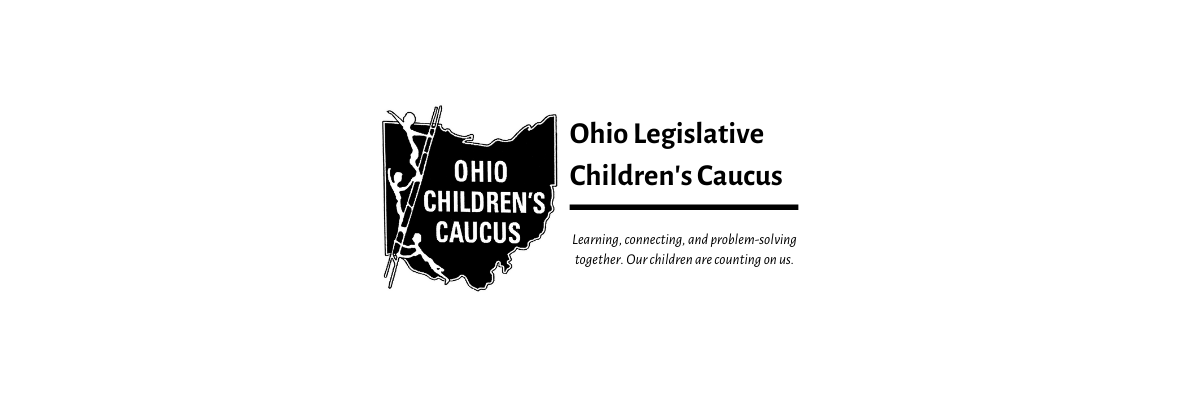 OHIO
CHILDREN'S
CAUCUS
Ohio Legislative
Children's Caucus
Learning, connecting, and problem-solving
together. Our children are counting on us.